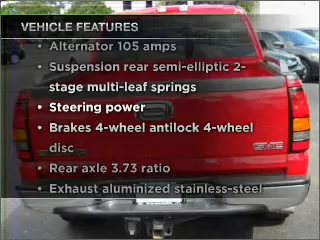 VEHICLE FEATURES
• Alternator 105 amps
• Suspension rear semi-elliptic 2-
stage multi-leaf springs
• Steering power
• Brakes 4-wheel antilock 4-wheel
disc
• Rear axle 3.73 ratio
• Exhaust aluminized stainless-steel
GMC